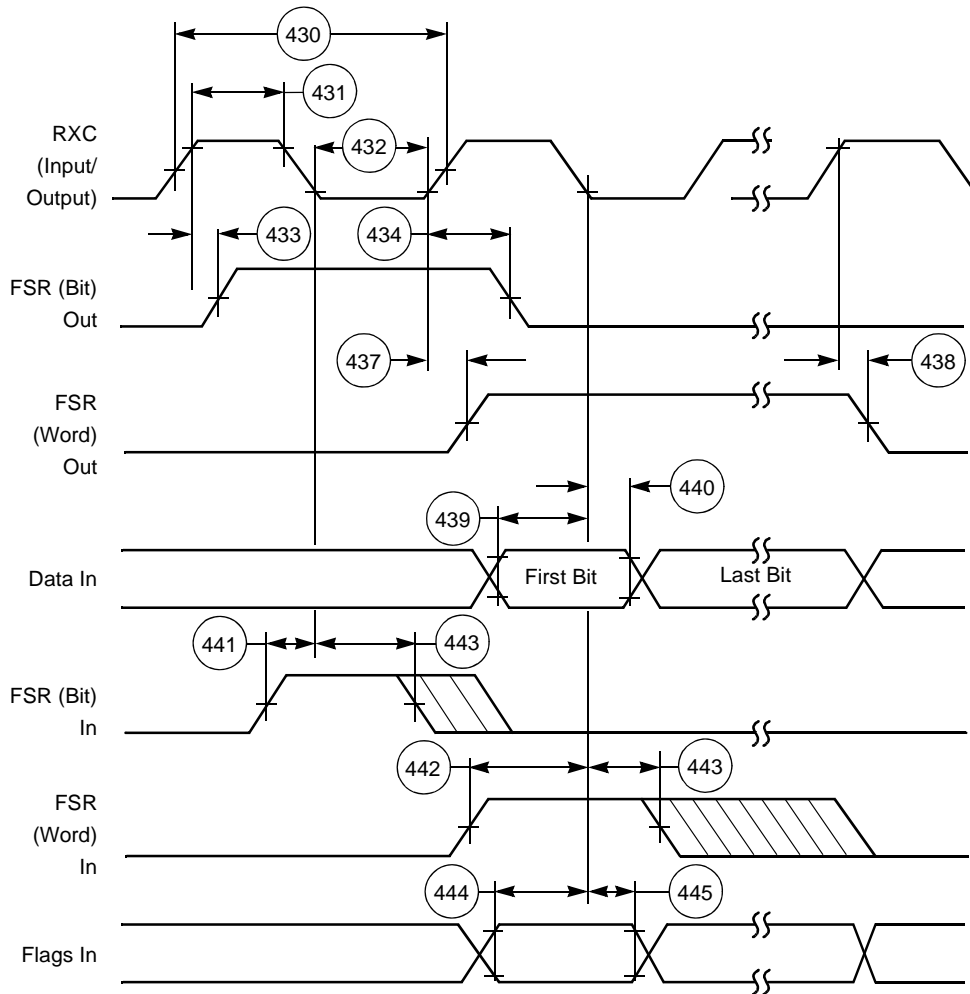 430
431
RXC
(Input/
Output)
432
433
434
FSR (Bit)
Out
437
438
FSR
(Word)
Out
440
439
Data In
First Bit
Last Bit
441
443
FSR (Bit)
In
442
443
FSR
(Word)
In
444
445
Flags In